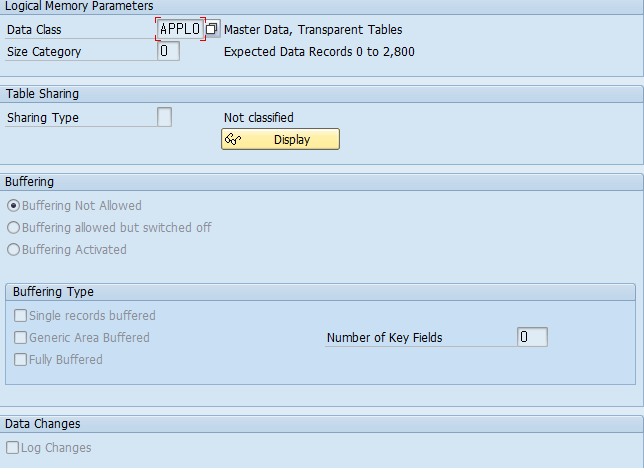 Logical Memory Parameters
Data Class APPL0 Master Data, Transparent Tables
Size Category 0 Expected Data Records 0 to 2,800
Table Sharing
Sharing Type Not classified
Display
Buffering
Buffering Not Allowed
Buffering allowed but switched off
Buffering Activated
Buffering Type
Single records buffered
Generic Area Buffered Number of Key Fields 0
Fully Buffered
Data Changes
Log Changes